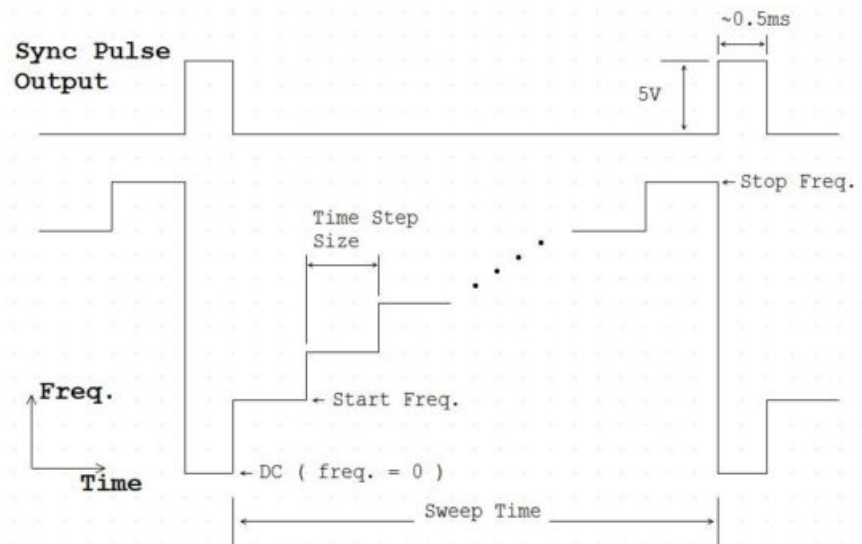 ~0.5ms
Sync Pulse
Output
5V
Stop Freq.
Time Step
Size
Freq.
Start Freq.
DC ( freq. = 0 )
Time
Sweep Time